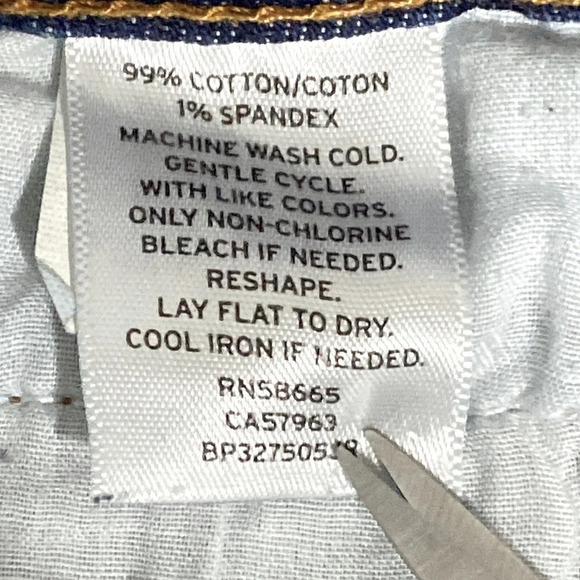 99% COTTON/COTON
1% SPANDEX
MACHINE WASH COLD.
GENTLE CYCLE.
WITH LIKE COLORS.
ONLY NON-CHLORINE
BLEACH IF NEEDED.
RESHAPE.
LAY FLAT TO DRY.
COOL IRON IF NEEDED.
RN58665
CA57963